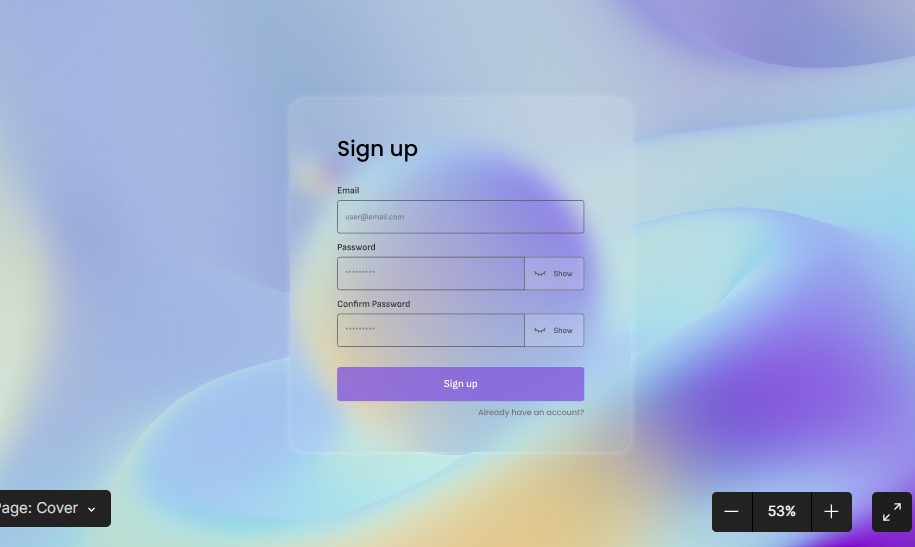 Sign up
Email
user@email.com
Password
*********
Show
Confirm Password
*********
Show
Sign up
Already have an account?
age: Cover
53%